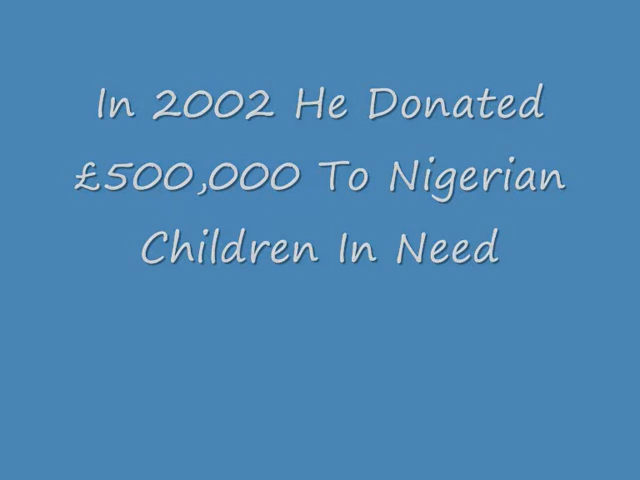 In 2002 He Donated
£500,000 To Nigerian
Children In Need